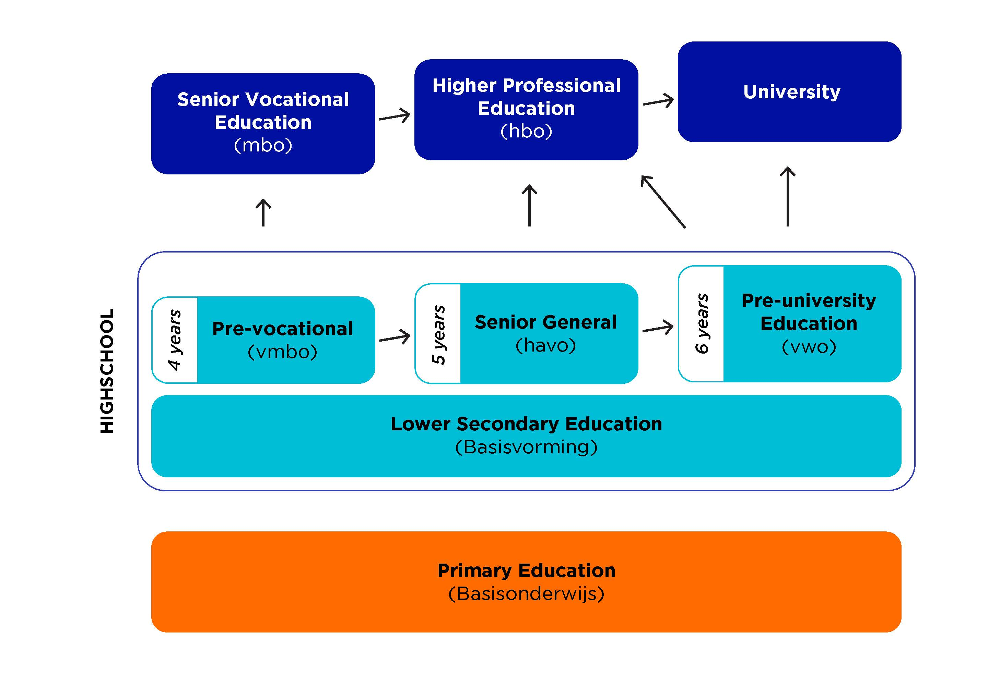 Senior Vocational
Education
(mbo)
Higher Professional
Education
(hbo)
University
HIGHSCHOOL
4 years
Pre-vocational
(vmbo)
5 years
Senior General
(havo)
6 years
Pre-university
Education
(vwo)
Lower Secondary Education
(Basisvorming)
Primary Education
(Basisonderwijs)